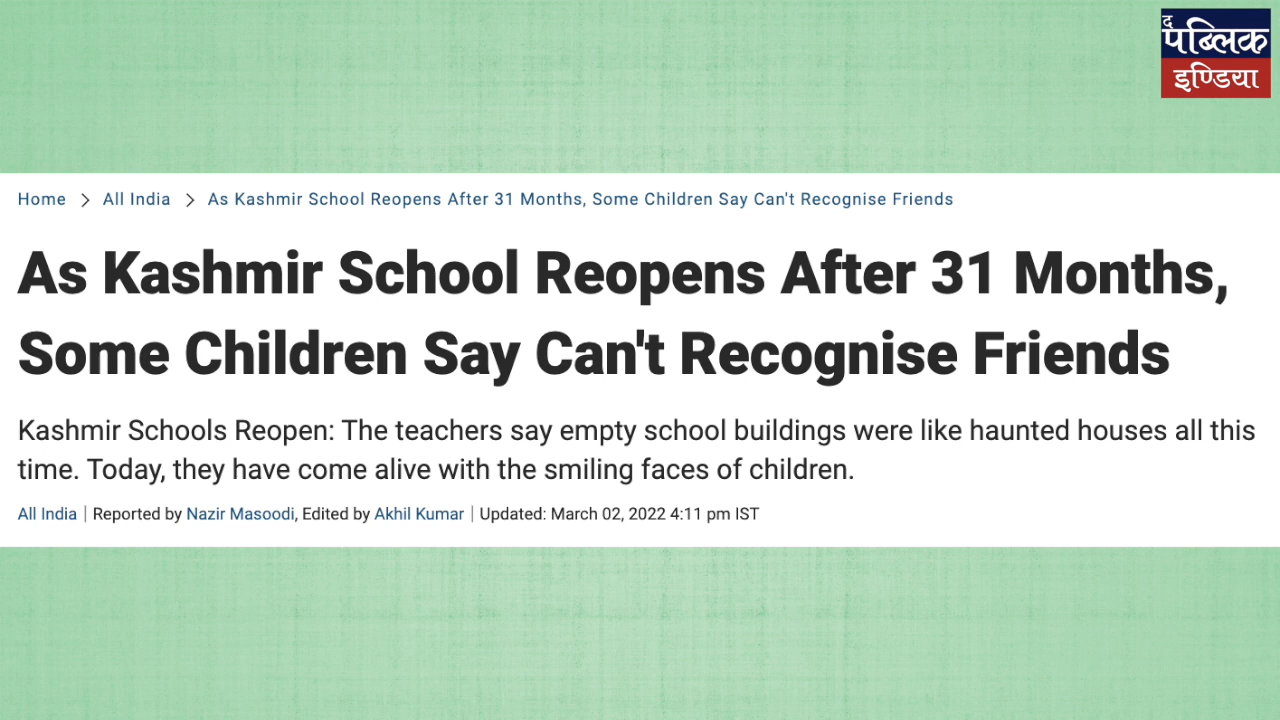 द
पब्लिक
इण्डिया
Home > All India > As Kashmir School Reopens After 31 Months, Some Children Say Can't Recognise Friends
As Kashmir School Reopens After 31 Months,
Some Children Say Can't Recognise Friends
Kashmir Schools Reopen: The teachers say empty school buildings were like haunted houses all this
time. Today, they have come alive with the smiling faces of children.
All India | Reported by Nazir Masoodi, Edited by Akhil Kumar | Updated: March 02, 2022 4:11 pm IST